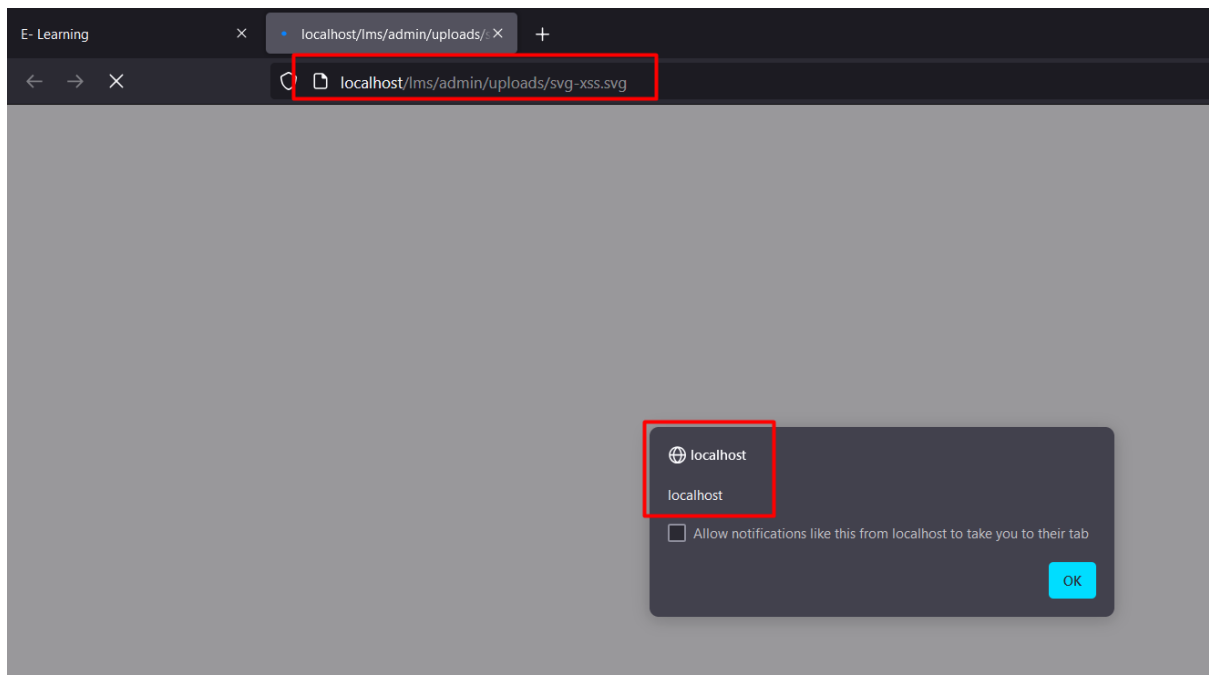 E- Learning
localhost/lms/admin/uploads/s
localhost/lms/admin/uploads/svg-xss.svg
localhost
localhost
Allow notifications like this from localhost to take you to their tab
OK